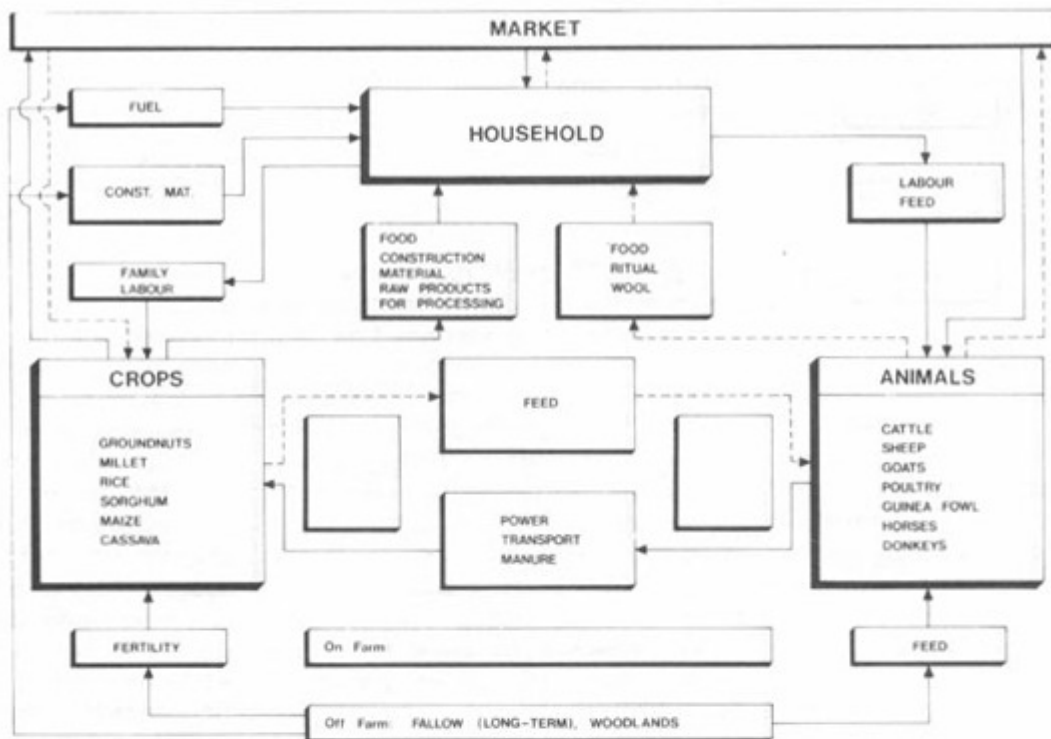 MARKET
FUEL
HOUSEHOLD
CONST. MAT.
LABOUR
FEED
FAMILY
LABOUR
FOOD
CONSTRUCTION
MATERIAL
RAW PRODUCTS
FOR PROCESSING
FOOD
RITUAL
WOOL
CROPS
GROUNDNUTS
MILLET
RICE
SORGHUM
MAIZE
CASSAVA
FEED
POWER
TRANSPORT
MANURE
ANIMALS
CATTLE
SHEEP
GOATS
POULTRY
GUINEA FOWL
HORSES
DONKEYS
FERTILITY
On Farm:
FEED
Off Farm: FALLOW (LONG-TERM), WOODLANDS